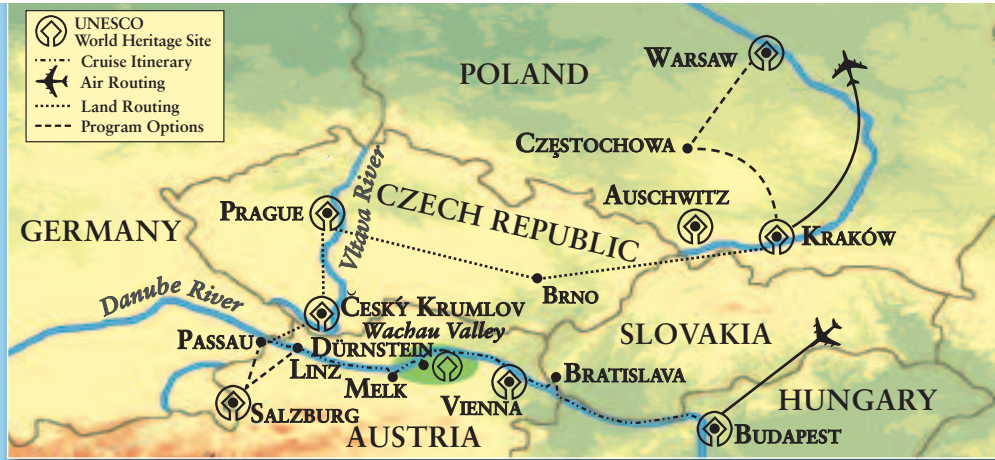 UNESCO
World Heritage Site
Cruise Itinerary
Air Routing
Land Routing
Program Options
POLAND
WARSAW
CZĘSTOCHOWA
AUSCHWITZ
KRAKÓW
GERMANY
PRAGUE
Vltava River
CZECH REPUBLIC
BRNO
Danube River
ČESKÝ KRUMLOV
Wachau Valley
SLOVAKIA
PASSAU
DÜRNSTEIN
LINZ
MELK
BRATISLAVA
VIENNA
SALZBURG
HUNGARY
AUSTRIA
BUDAPEST